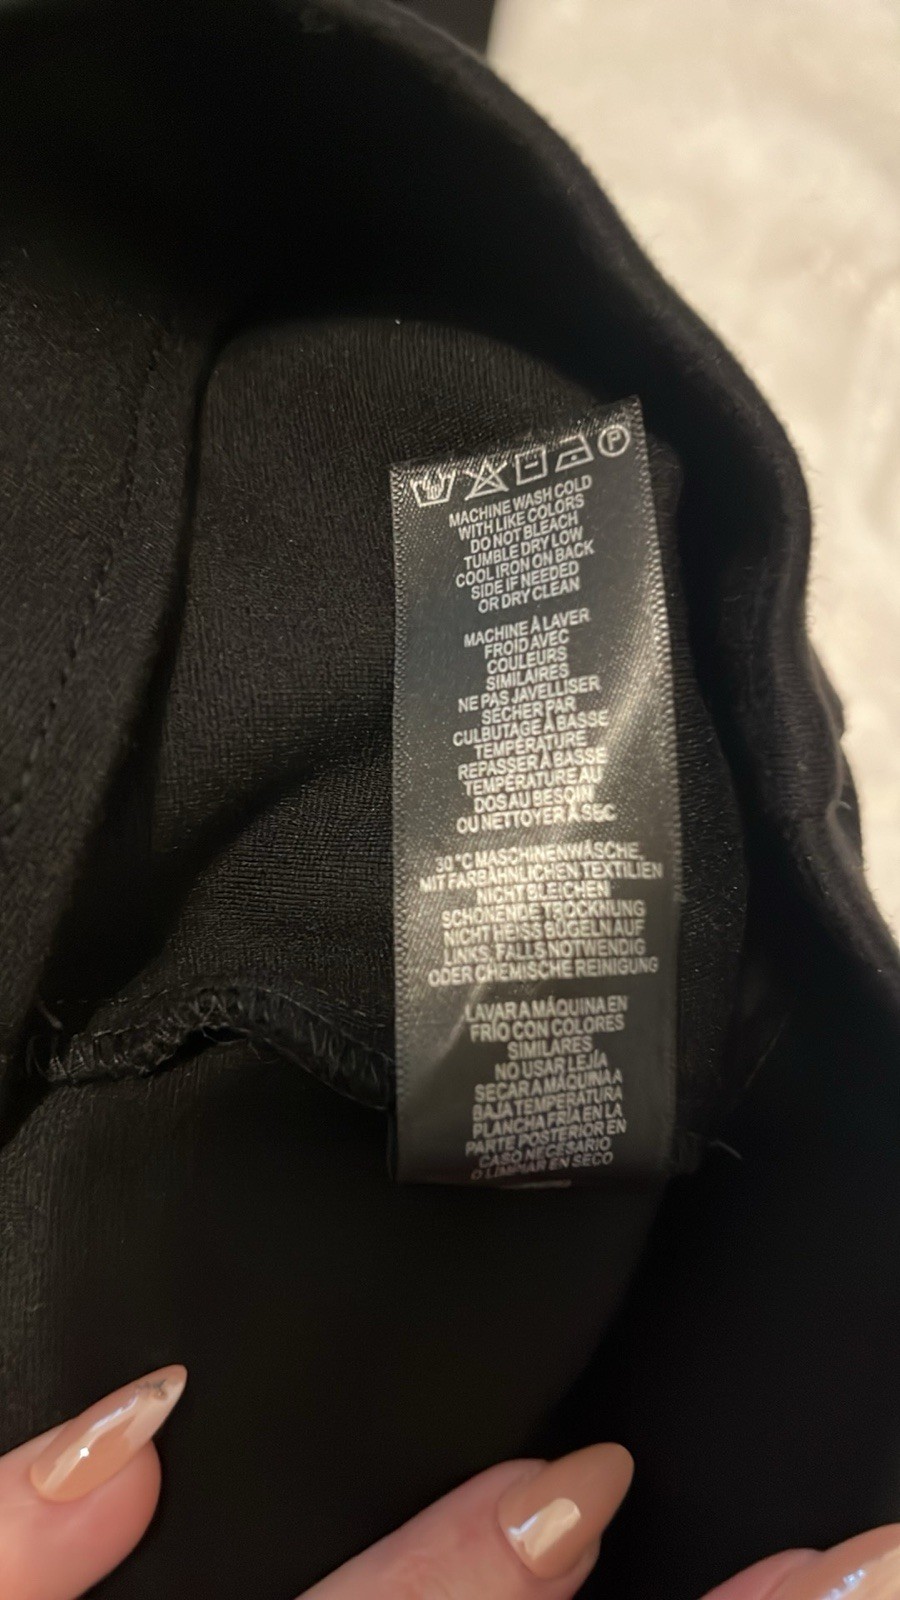 P
MACHINE WASH COLD
WITH LIKE COLORS
DO NOT BLEACH
TUMBLE DRY LOW
COOL IRON ON BACK
SIDE IF NEEDED
OR DRY CLEAN
MACHINE À LAVER
FROID AVEC
COULEURS
SIMILAIRES
NE PAS JAVELLISER
SÉCHER PAR
CULBUTAGE À BASSE
TEMPÉRATURE
REPASSER À BASSE
TEMPÉRATURE AU
DOS AU BESOIN
OU NETTOYER À SEC
30 °C MASCHINENWÄSCHE,
MIT FARBÄHNLICHEN TEXTILIEN
NICHT BLEICHEN
SCHONENDE TROCKNUNG
NICHT HEISS BÜGELN AUF
LINKS, FALLS NOTWENDIG
ODER CHEMISCHE REINIGUNG
LAVAR A MÁQUINA EN
FRÍO CON COLORES
SIMILARES
NO USAR LEJÍA
SECAR A MÁQUINA A
BAJA TEMPERATURA
PLANCHA FRÍA EN LA
PARTE POSTERIOR EN
CASO NECESARIO
O LIMPIAR EN SECO